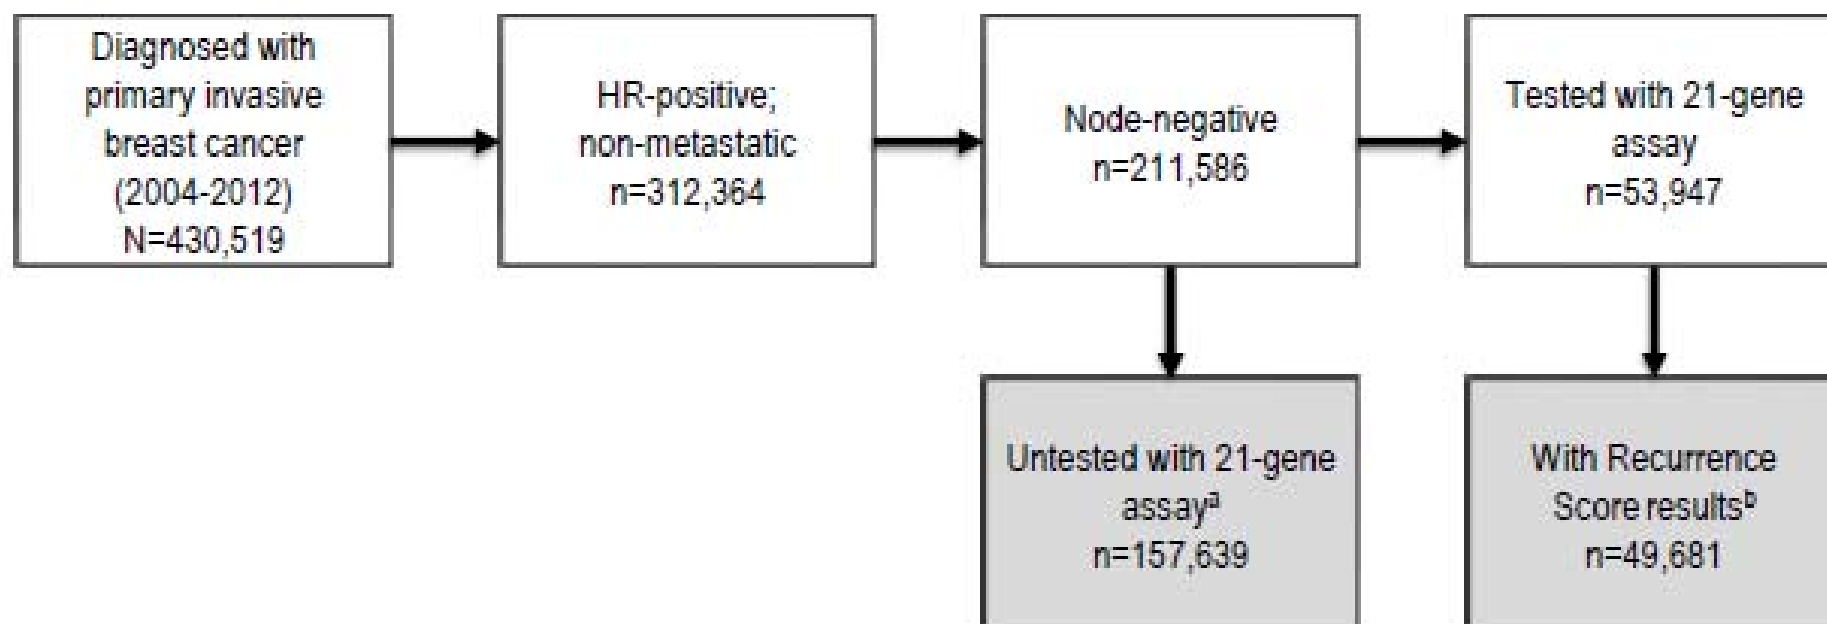 Diagnosed with
primary invasive
breast cancer
(2004-2012)
N=430,519
HR-positive;
non-metastatic
n=312,364
Node-negative
n=211,586
Tested with 21-gene
assay
n=53,947
Untested with 21-gene
assayᵃ
n=157,639
With Recurrence
Score resultsᵇ
n=49,681